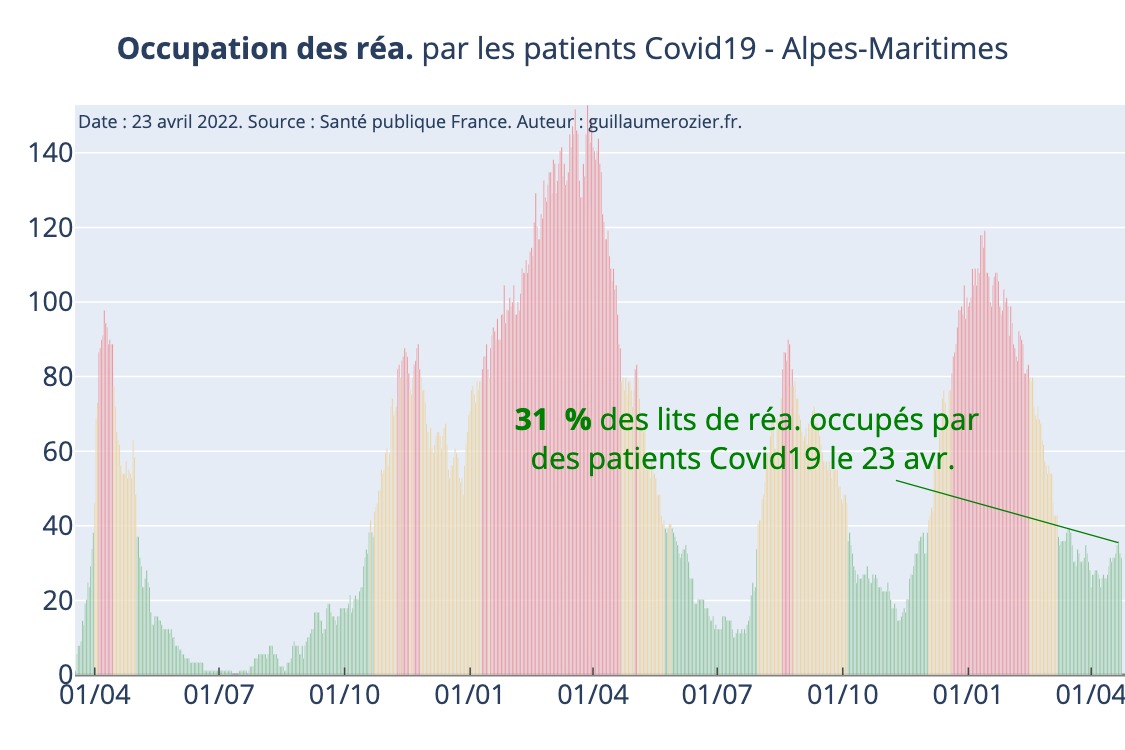 Occupation des réa. par les patients Covid19 - Alpes-Maritimes
Date : 23 avril 2022. Source : Santé publique France. Auteur : guillaumerozier.fr.
140
120
100
80
60
40
20
0
31  % des lits de réa. occupés par
des patients Covid19 le 23 avr.
01/04 01/07 01/10 01/01 01/04 01/07 01/10 01/01 01/04